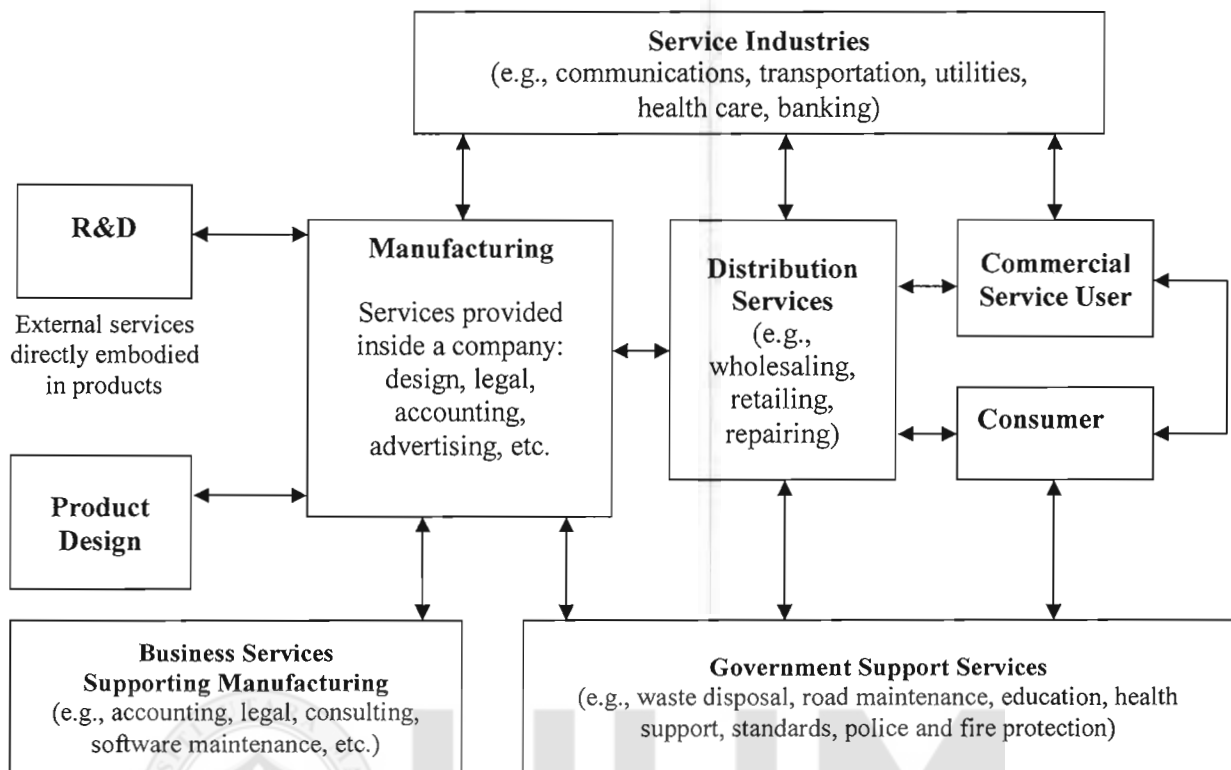 Service Industries
(e.g., communications, transportation, utilities,
health care, banking)
R&D
External services
directly embodied
in products
Product
Design
Manufacturing
Services provided
inside a company:
design, legal,
accounting,
advertising, etc.
Distribution
Services
(e.g.,
wholesaling,
retailing,
repairing)
Commercial
Service User
Consumer
Business Services
Supporting Manufacturing
(e.g., accounting, legal, consulting,
software maintenance, etc.)
Government Support Services
(e.g., waste disposal, road maintenance, education, health
support, standards, police and fire protection)